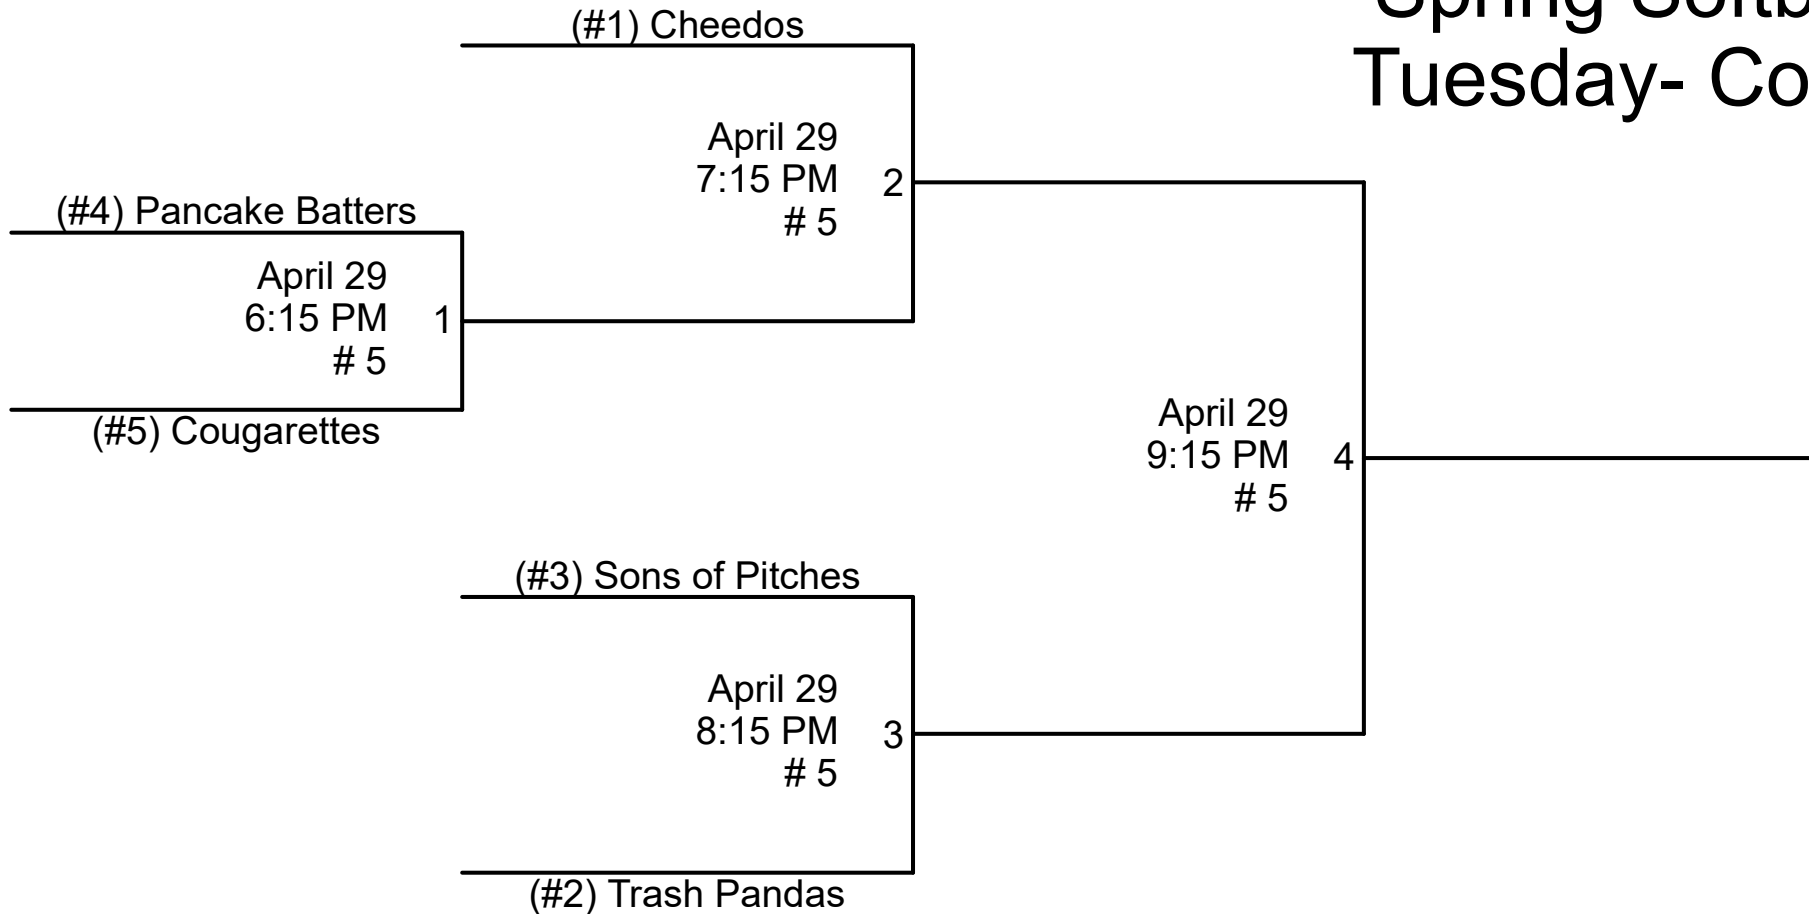 (#1) Cheedos
Tuesday- Co
April 29
7:15 PM
# 5
2
(#4) Pancake Batters
April 29
6:15 PM
# 5
1
(#5) Cougarettes
April 29
9:15 PM
# 5
4
(#3) Sons of Pitches
April 29
8:15 PM
# 5
3
(#2) Trash Pandas